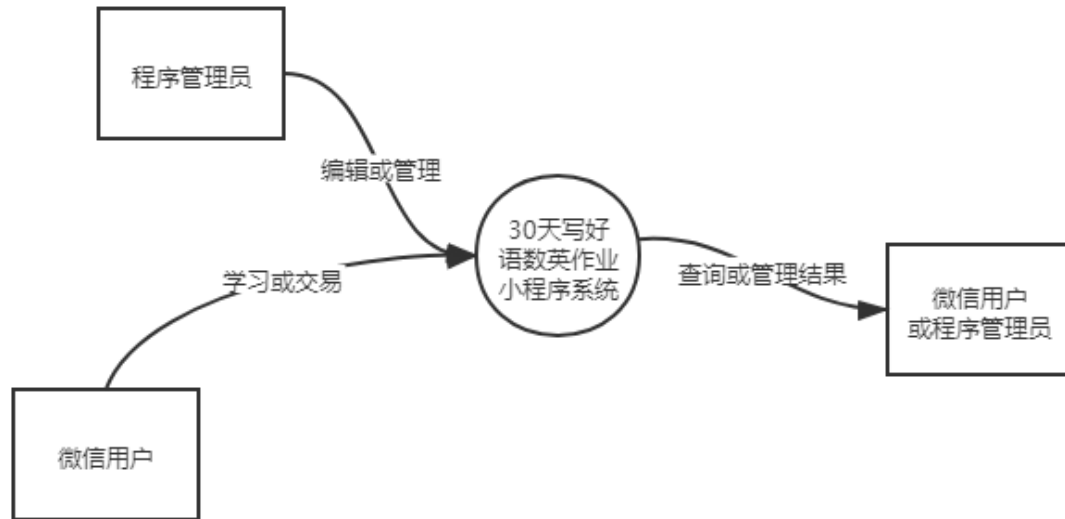 程序管理员
编辑或管理
学习或交易
30天写好
语数英作业
小程序系统
查询或管理结果
微信用户
或程序管理员
微信用户